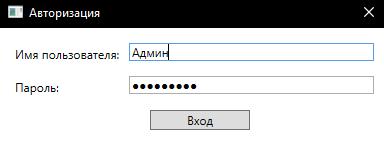 Авторизация
Имя пользователя: Админ
Пароль: ●●●●●●●●●
Вход